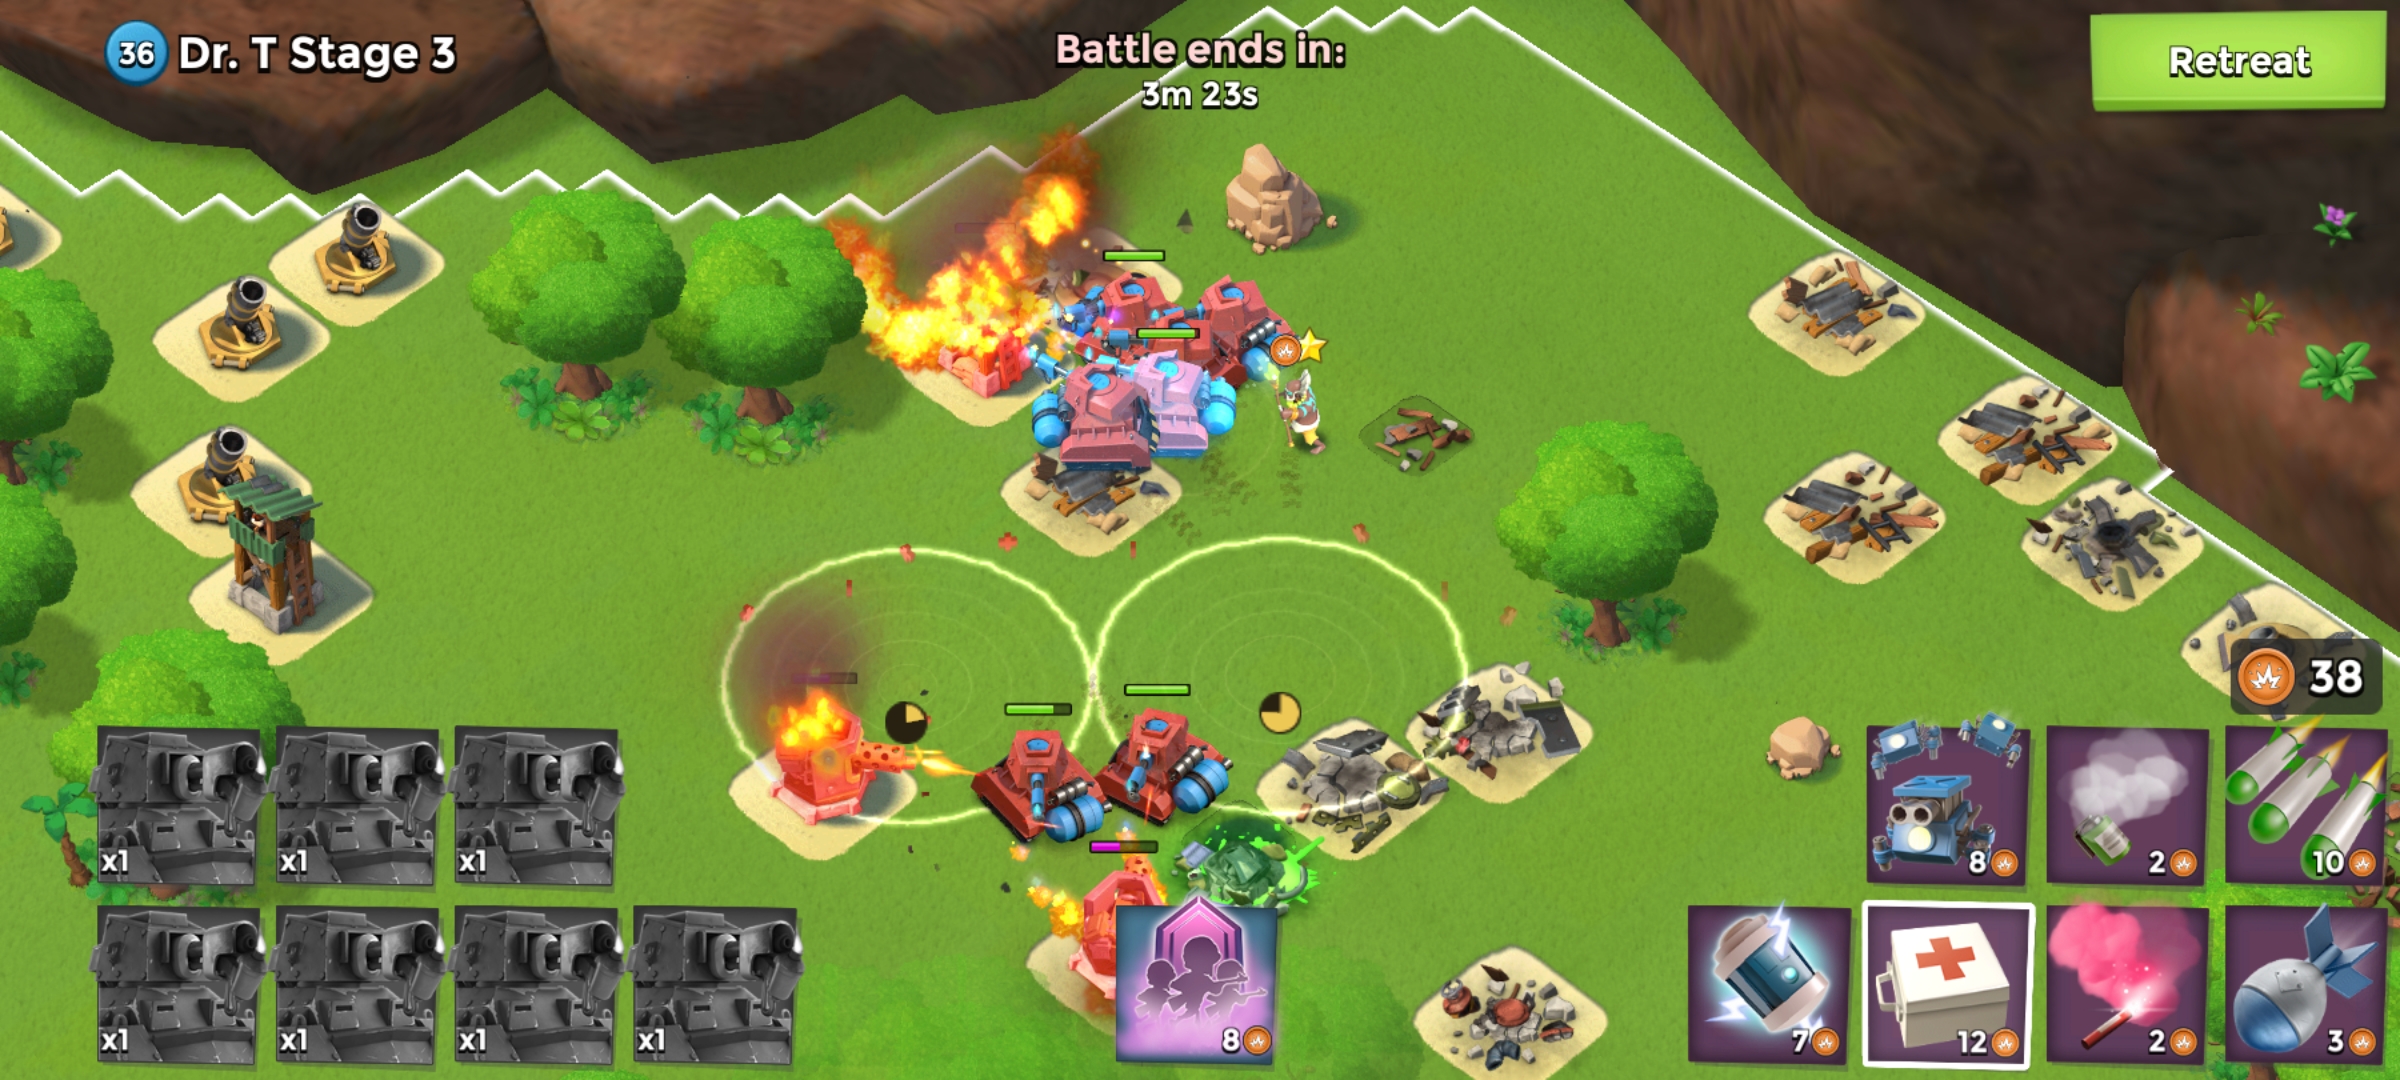 36 Dr. T Stage 3
Battle ends in:
3m 23s
Retreat
38
x1 x1 x1
8 2 10
x1 x1 x1 x1
8 7 12 2 3